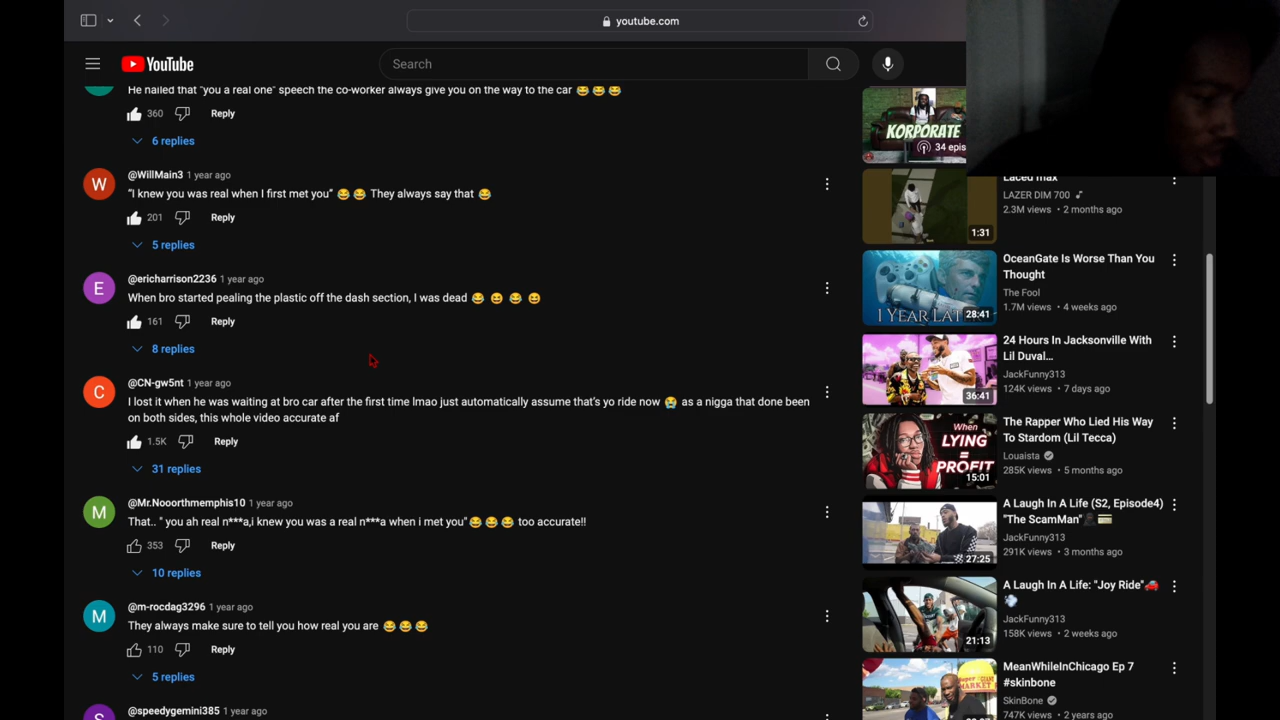 youtube.com
YouTube
Search
He nailed that "you a real one" speech the co-worker always give you on the way to the car 😂 😂 😂
360
Reply
6 replies
W
@WillMain3 1 year ago
“I knew you was real when I first met you” 😂 😂 They always say that 😂
201
Reply
5 replies
E
@ericharrison2236 1 year ago
When bro started pealing the plastic off the dash section, I was dead 😂 😆 😂 😆
161
Reply
8 replies
C
@CN-gw5nt 1 year ago
I lost it when he was waiting at bro car after the first time lmao just automatically assume that's yo ride now 😭 as a nigga that done been
on both sides, this whole video accurate af
1.5K
Reply
31 replies
M
@Mr.Nooorthmemphis10 1 year ago
That.. " you ah real n***a,i knew you was a real n***a when i met you"😂 😂 😂 too accurate!!
353
Reply
10 replies
M
@m-rocdag3296 1 year ago
They always make sure to tell you how real you are 😂 😂 😂
110
Reply
5 replies
S
@speedygemini385 1 year ago
KORPORATE
34 epis
Laced max
LAZER DIM 700
2.3M views • 2 months ago
1:31
OceanGate Is Worse Than You
Thought
The Fool
1.7M views • 4 weeks ago
1 YEAR LATE
28:41
24 Hours In Jacksonville With
Lil Duval...
JackFunny313
124K views • 7 days ago
36:41
The Rapper Who Lied His Way
To Stardom (Lil Tecca)
Louaista
285K views • 5 months ago
When
LYING
=
PROFIT
15:01
A Laugh In A Life (S2, Episode4)
"The ScamMan"👤💳
JackFunny313
291K views • 3 months ago
27:25
A Laugh In A Life: "Joy Ride"🚗
💨
JackFunny313
158K views • 2 weeks ago
21:13
MeanWhileInChicago Ep 7
#skinbone
SkinBone
747K views • 2 years ago